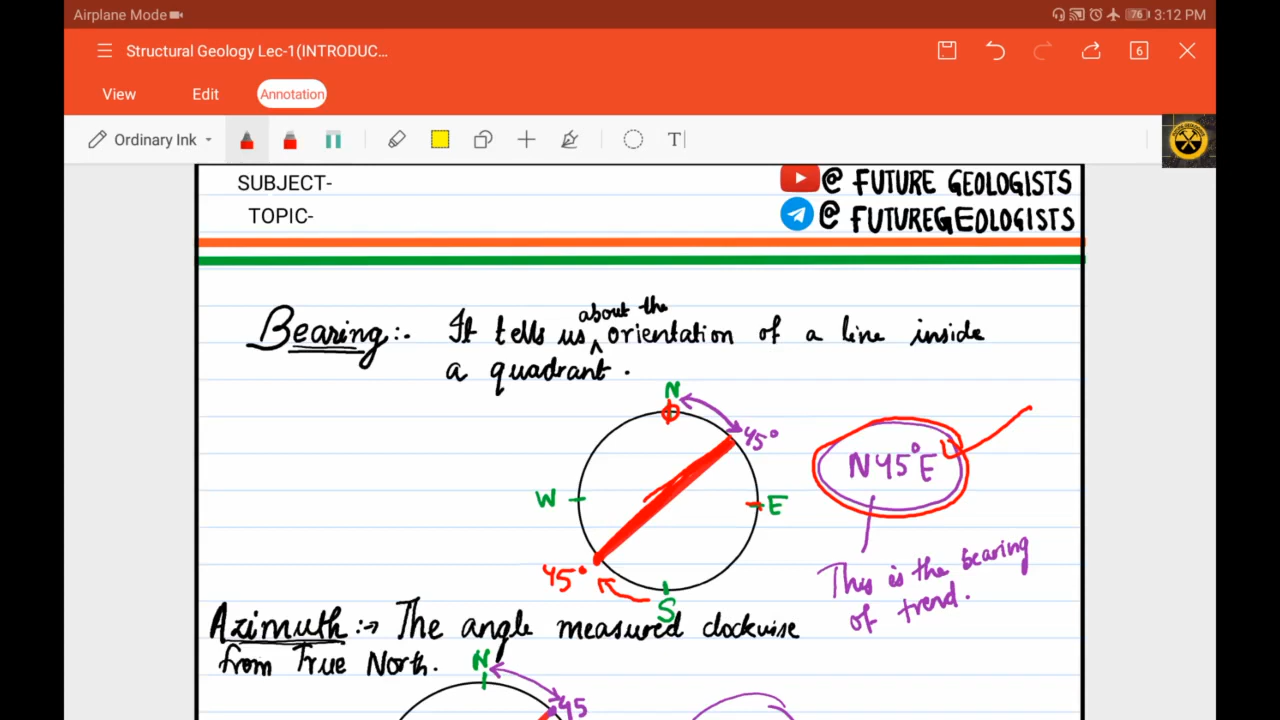 Airplane Mode
76 3:12 PM
Structural Geology Lec-1(INTRODUC...
6
View Edit Annotation
Ordinary Ink
T
SUBJECT-
@ FUTURE GEOLOGISTS
TOPIC-
@ FUTUREGEOLOGISTS
Bearing:- It tells us about the orientation of a line inside
a quadrant.
N
45°
N45°E
W
E
45°
S
This is the bearing
of trend.
Azimuth :→ The angle measured clockwise
from True North.
N
45